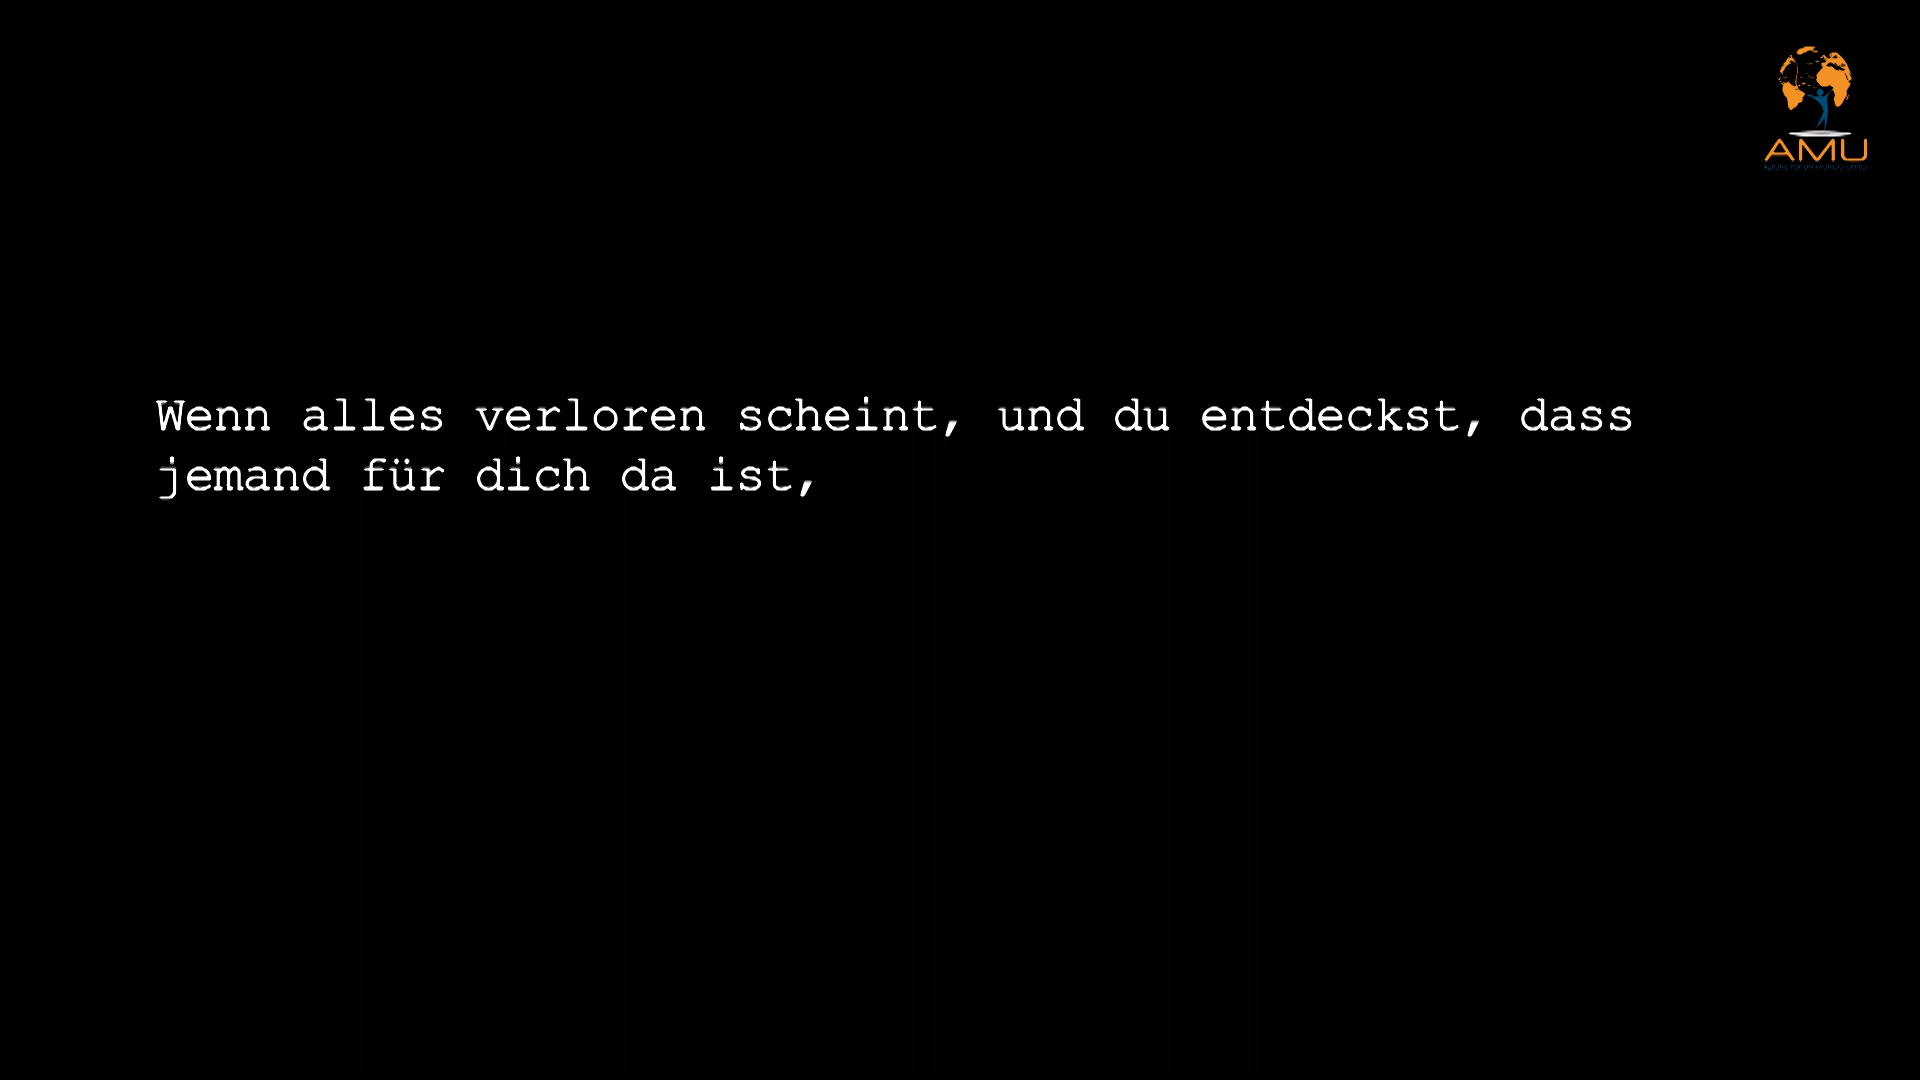 AMU
Wenn alles verloren scheint, und du entdeckst, dass
jemand für dich da ist,